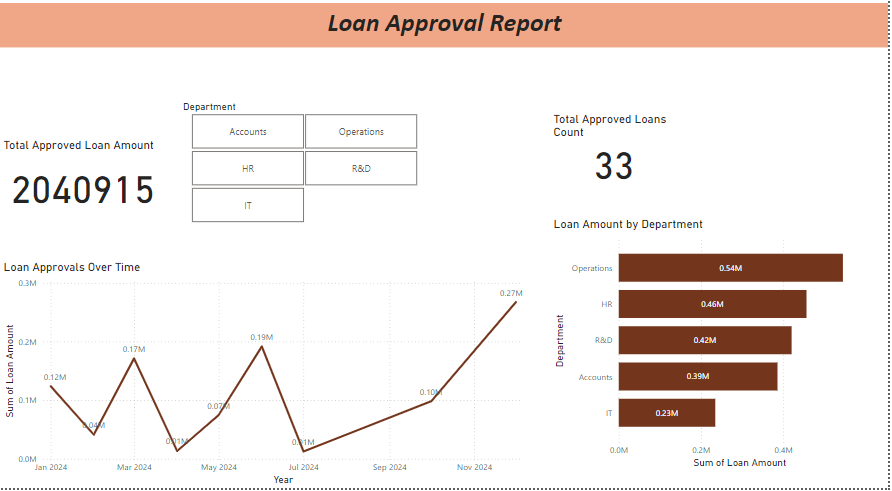 Loan Approval Report
Total Approved Loan Amount
2040915
Department
Accounts
Operations
HR
R&D
IT
Total Approved Loans
Count
33
Loan Approvals Over Time
Sum of Loan Amount
0.3M
0.2M
0.1M
0.0M
0.12M
0.04M
0.17M
0.01M
0.07M
0.19M
0.01M
0.10M
0.27M
Jan 2024
Mar 2024
May 2024
Jul 2024
Sep 2024
Nov 2024
Year
Loan Amount by Department
Department
Operations
0.54M
HR
0.46M
R&D
0.42M
Accounts
0.39M
IT
0.23M
0.0M
0.2M
0.4M
Sum of Loan Amount